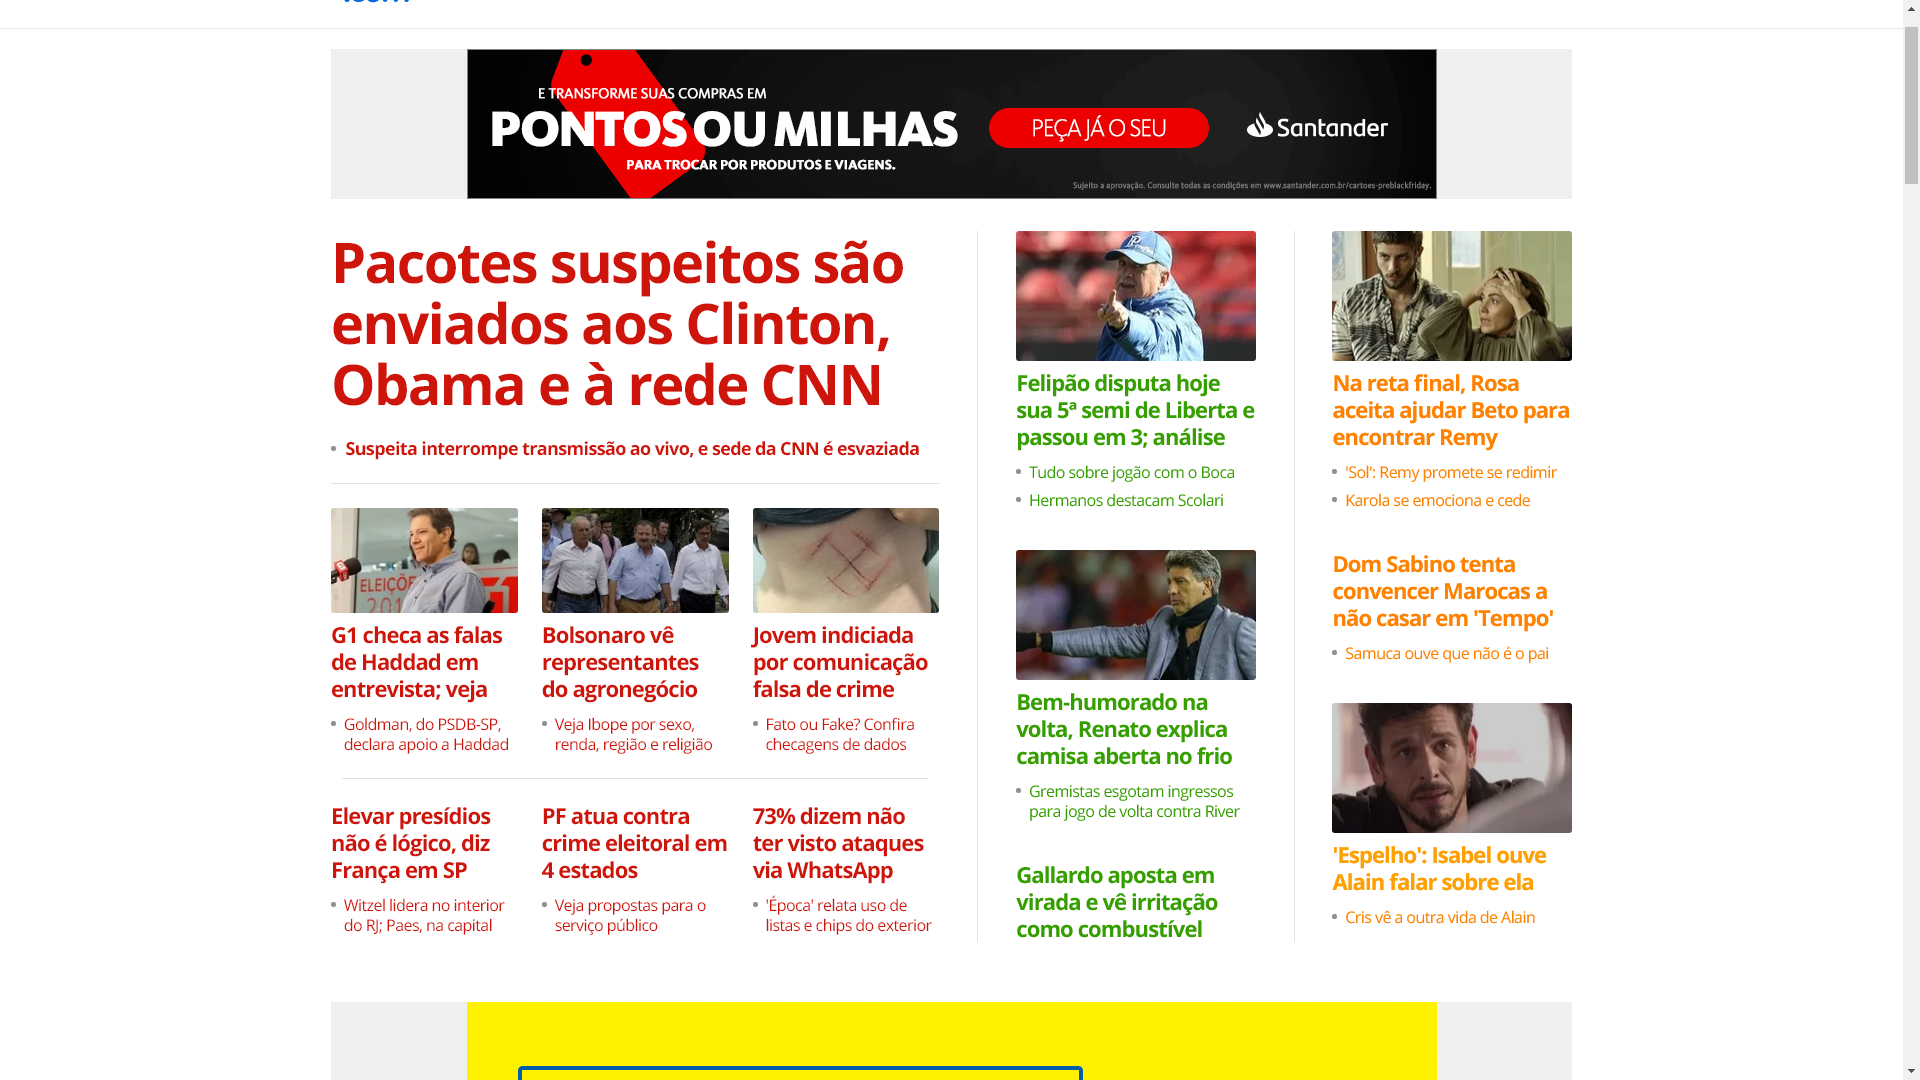 E TRANSFORME SUAS COMPRAS EM
PONTOS OU MILHAS
PARA TROCAR POR PRODUTOS E VIAGENS.
PEÇA JÁ O SEU
Santander
Sujeito a aprovação. Consulte todas as condições em www.santander.com.br/cartoes-preblackfriday.
Pacotes suspeitos são
enviados aos Clinton,
Obama e à rede CNN
Suspeita interrompe transmissão ao vivo, e sede da CNN é esvaziada
ELEIÇÕES
G1 checa as falas
de Haddad em
entrevista; veja
Goldman, do PSDB-SP,
declara apoio a Haddad
Bolsonaro vê
representantes
do agronegócio
Veja Ibope por sexo,
renda, região e religião
Jovem indiciada
por comunicação
falsa de crime
Fato ou Fake? Confira
checagens de dados
Elevar presídios
não é lógico, diz
França em SP
Witzel lidera no interior
do RJ; Paes, na capital
PF atua contra
crime eleitoral em
4 estados
Veja propostas para o
serviço público
73% dizem não
ter visto ataques
via WhatsApp
'Época' relata uso de
listas e chips do exterior
Felipão disputa hoje
sua 5ª semi de Liberta e
passou em 3; análise
Tudo sobre jogão com o Boca
Hermanos destacam Scolari
Bem-humorado na
volta, Renato explica
camisa aberta no frio
Gremistas esgotam ingressos
para jogo de volta contra River
Gallardo aposta em
virada e vê irritação
como combustível
Na reta final, Rosa
aceita ajudar Beto para
encontrar Remy
'Sol': Remy promete se redimir
Karola se emociona e cede
Dom Sabino tenta
convencer Marocas a
não casar em 'Tempo'
Samuca ouve que não é o pai
'Espelho': Isabel ouve
Alain falar sobre ela
Cris vê a outra vida de Alain